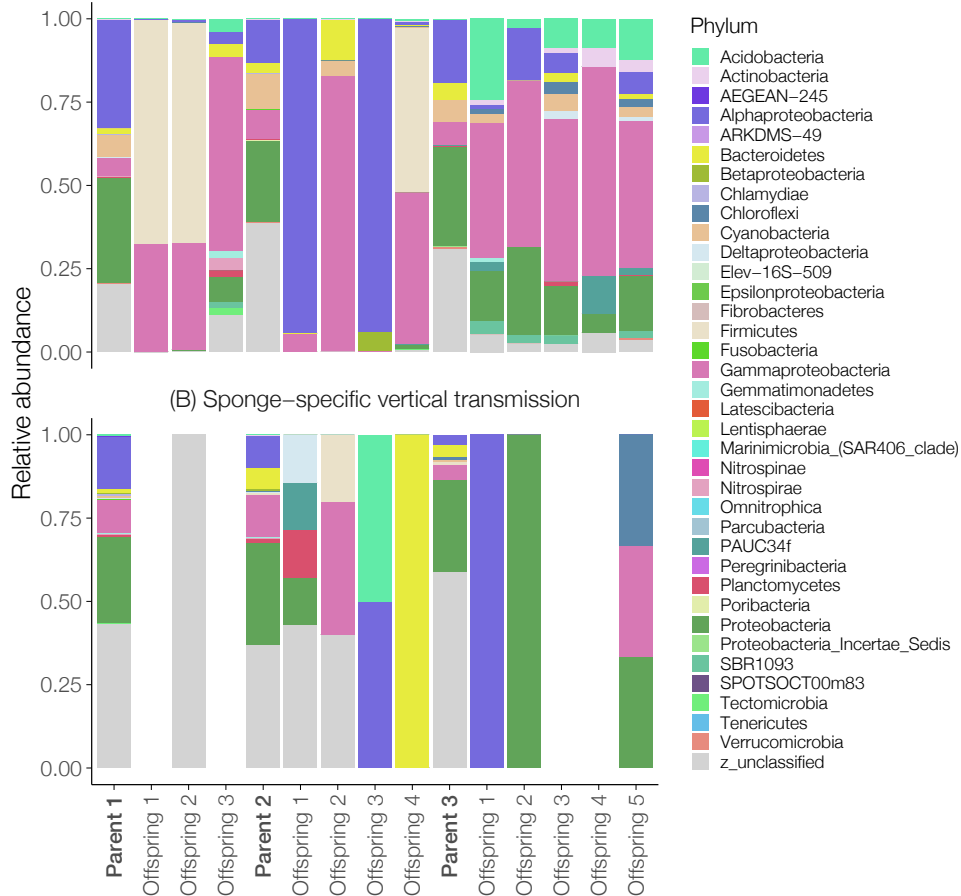 1.00
0.75
0.50
0.25
0.00
Relative abundance
(B) Sponge−specific vertical transmission
1.00
0.75
0.50
0.25
0.00
Parent 1
Offspring 1
Offspring 2
Offspring 3
Parent 2
Offspring 1
Offspring 2
Offspring 3
Offspring 4
Parent 3
Offspring 1
Offspring 2
Offspring 3
Offspring 4
Offspring 5
Phylum
Acidobacteria
Actinobacteria
AEGEAN−245
Alphaproteobacteria
ARKDMS−49
Bacteroidetes
Betaproteobacteria
Chlamydiae
Chloroflexi
Cyanobacteria
Deltaproteobacteria
Elev−16S−509
Epsilonproteobacteria
Fibrobacteres
Firmicutes
Fusobacteria
Gammaproteobacteria
Gemmatimonadetes
Latescibacteria
Lentisphaerae
Marinimicrobia_(SAR406_clade)
Nitrospinae
Nitrospirae
Omnitrophica
Parcubacteria
PAUC34f
Peregrinibacteria
Planctomycetes
Poribacteria
Proteobacteria
Proteobacteria_Incertae_Sedis
SBR1093
SPOTSOCT00m83
Tectomicrobia
Tenericutes
Verrucomicrobia
z_unclassified